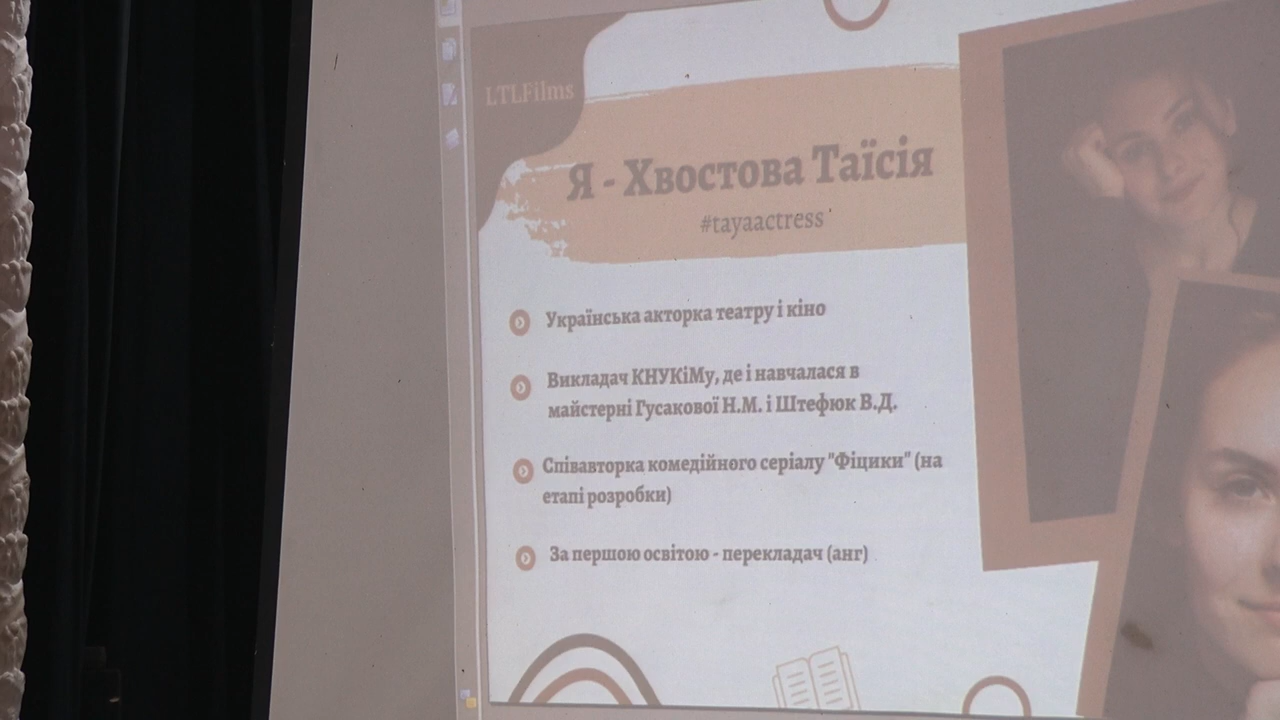 LTLFilms
Я - Хвостова Таїсія
#tayaactress
Українська акторка театру і кіно
Викладач КНУКіМу, де і навчалася в
майстерні Гусакової Н.М. і Штефюк В.Д.
Співавторка комедійного серіалу "Фіцики" (на
етапі розробки)
За першою освітою - перекладач (анг)